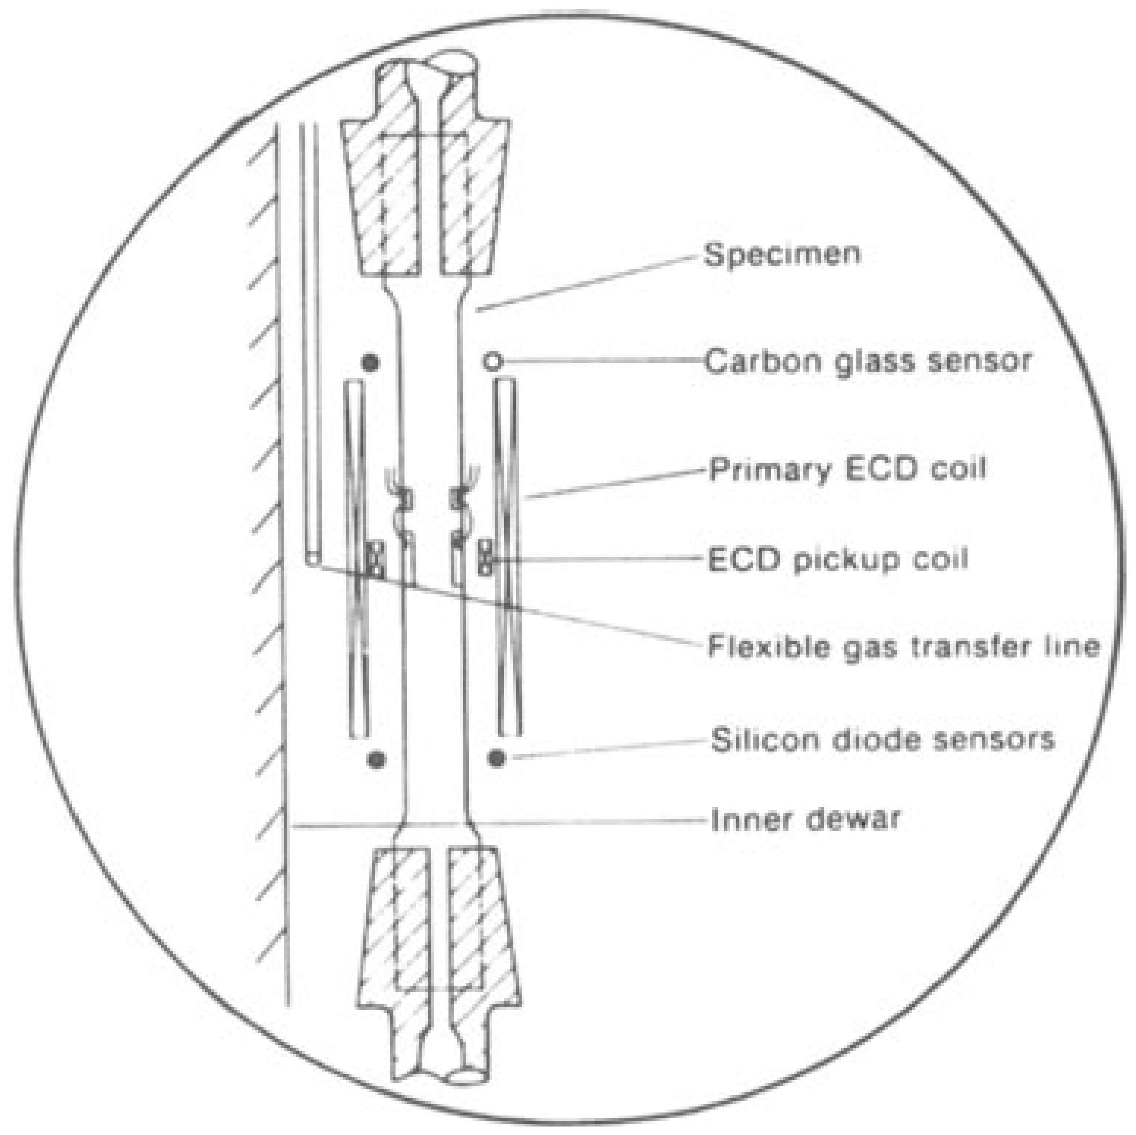 Specimen
Carbon glass sensor
Primary ECD coil
ECD pickup coil
Flexible gas transfer line
Silicon diode sensors
Inner dewar